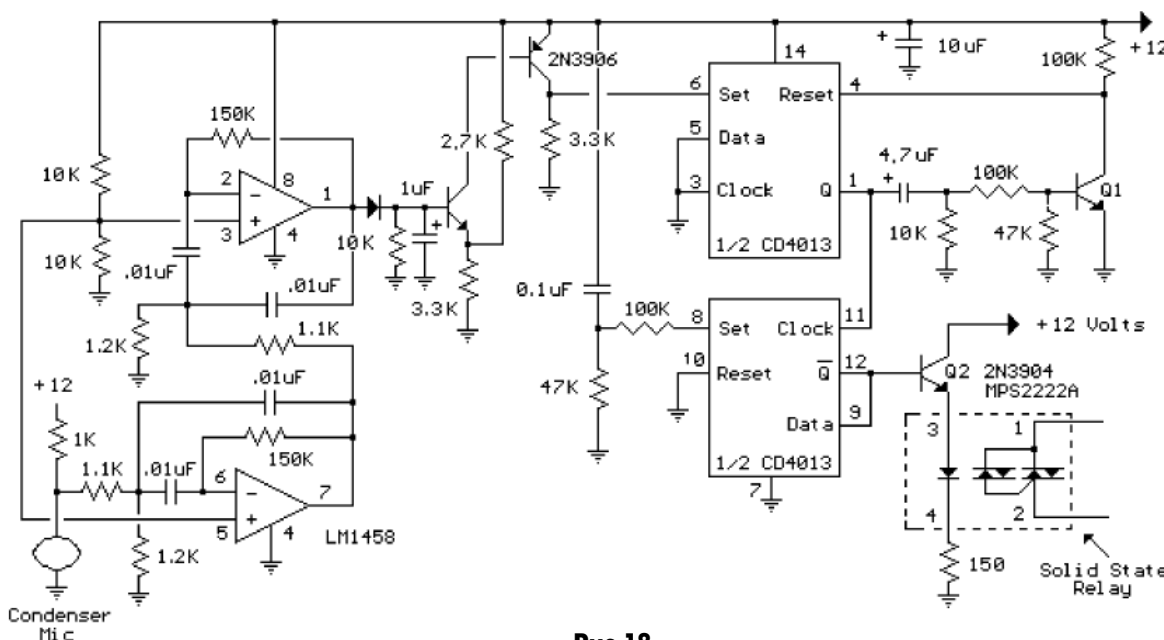 +12
10uF
+
100K
14
2N3906
6
Set
Reset
4
150K
2.7K
3.3K
5
Data
4.7uF
+
10K
2
8
1
1uF
+
3
Clock
Q
1
100K
Q1
3
4
10K
10K
47K
10K
.01uF
1/2 CD4013
.01uF
3.3K
0.1uF
100K
8
Set
Clock
11
+12 Volts
1.2K
1.1K
10
Reset
Q
12
Q2
2N3904
MPS2222A
+12
.01uF
47K
Data
9
3
1
1K
150K
1/2 CD4013
1.1K
.01uF
6
7
7
4
2
5
4
LM1458
1.2K
150
Solid State
Relay
Condenser
Mic